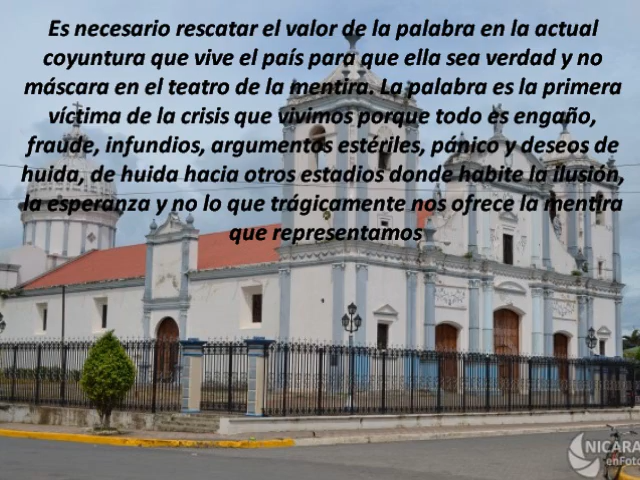 Es necesario rescatar el valor de la palabra en la actual
coyuntura que vive el país para que ella sea verdad y no
máscara en el teatro de la mentira. La palabra es la primera
víctima de la crisis que vivimos porque todo es engaño,
fraude, infundios, argumentos estériles, pánico y deseos de
huida, de huida hacia otros estadios donde habite la ilusión,
la esperanza y no lo que trágicamente nos ofrece la mentira
que representamos
NICARA
enFoto